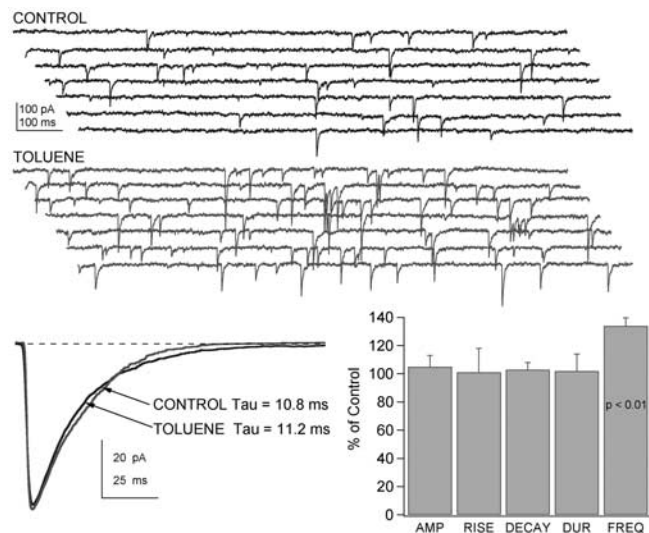 CONTROL
100 pA
100 ms
TOLUENE
CONTROL Tau = 10.8 ms
TOLUENE Tau = 11.2 ms
20 pA
25 ms
% of Control
140
120
100
80
60
40
20
0
p < 0.01
AMP RISE DECAY DUR FREQ